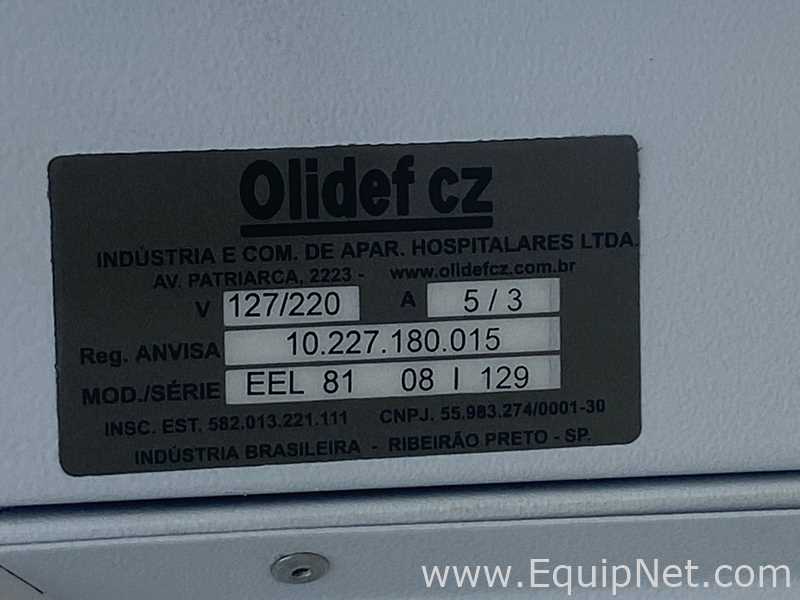 Olidef cz
INDÚSTRIA E COM. DE APAR. HOSPITALARES LTDA.
AV. PATRIARCA, 2223 - www.olidefcz.com.br
V 127/220 A 5 / 3
Reg. ANVISA 10.227.180.015
MOD./SÉRIE EEL 81 08 I 129
INSC. EST. 582.013.221.111 CNPJ. 55.983.274/0001-30
INDÚSTRIA BRASILEIRA - RIBEIRÃO PRETO - SP.
www.EquipNet.com